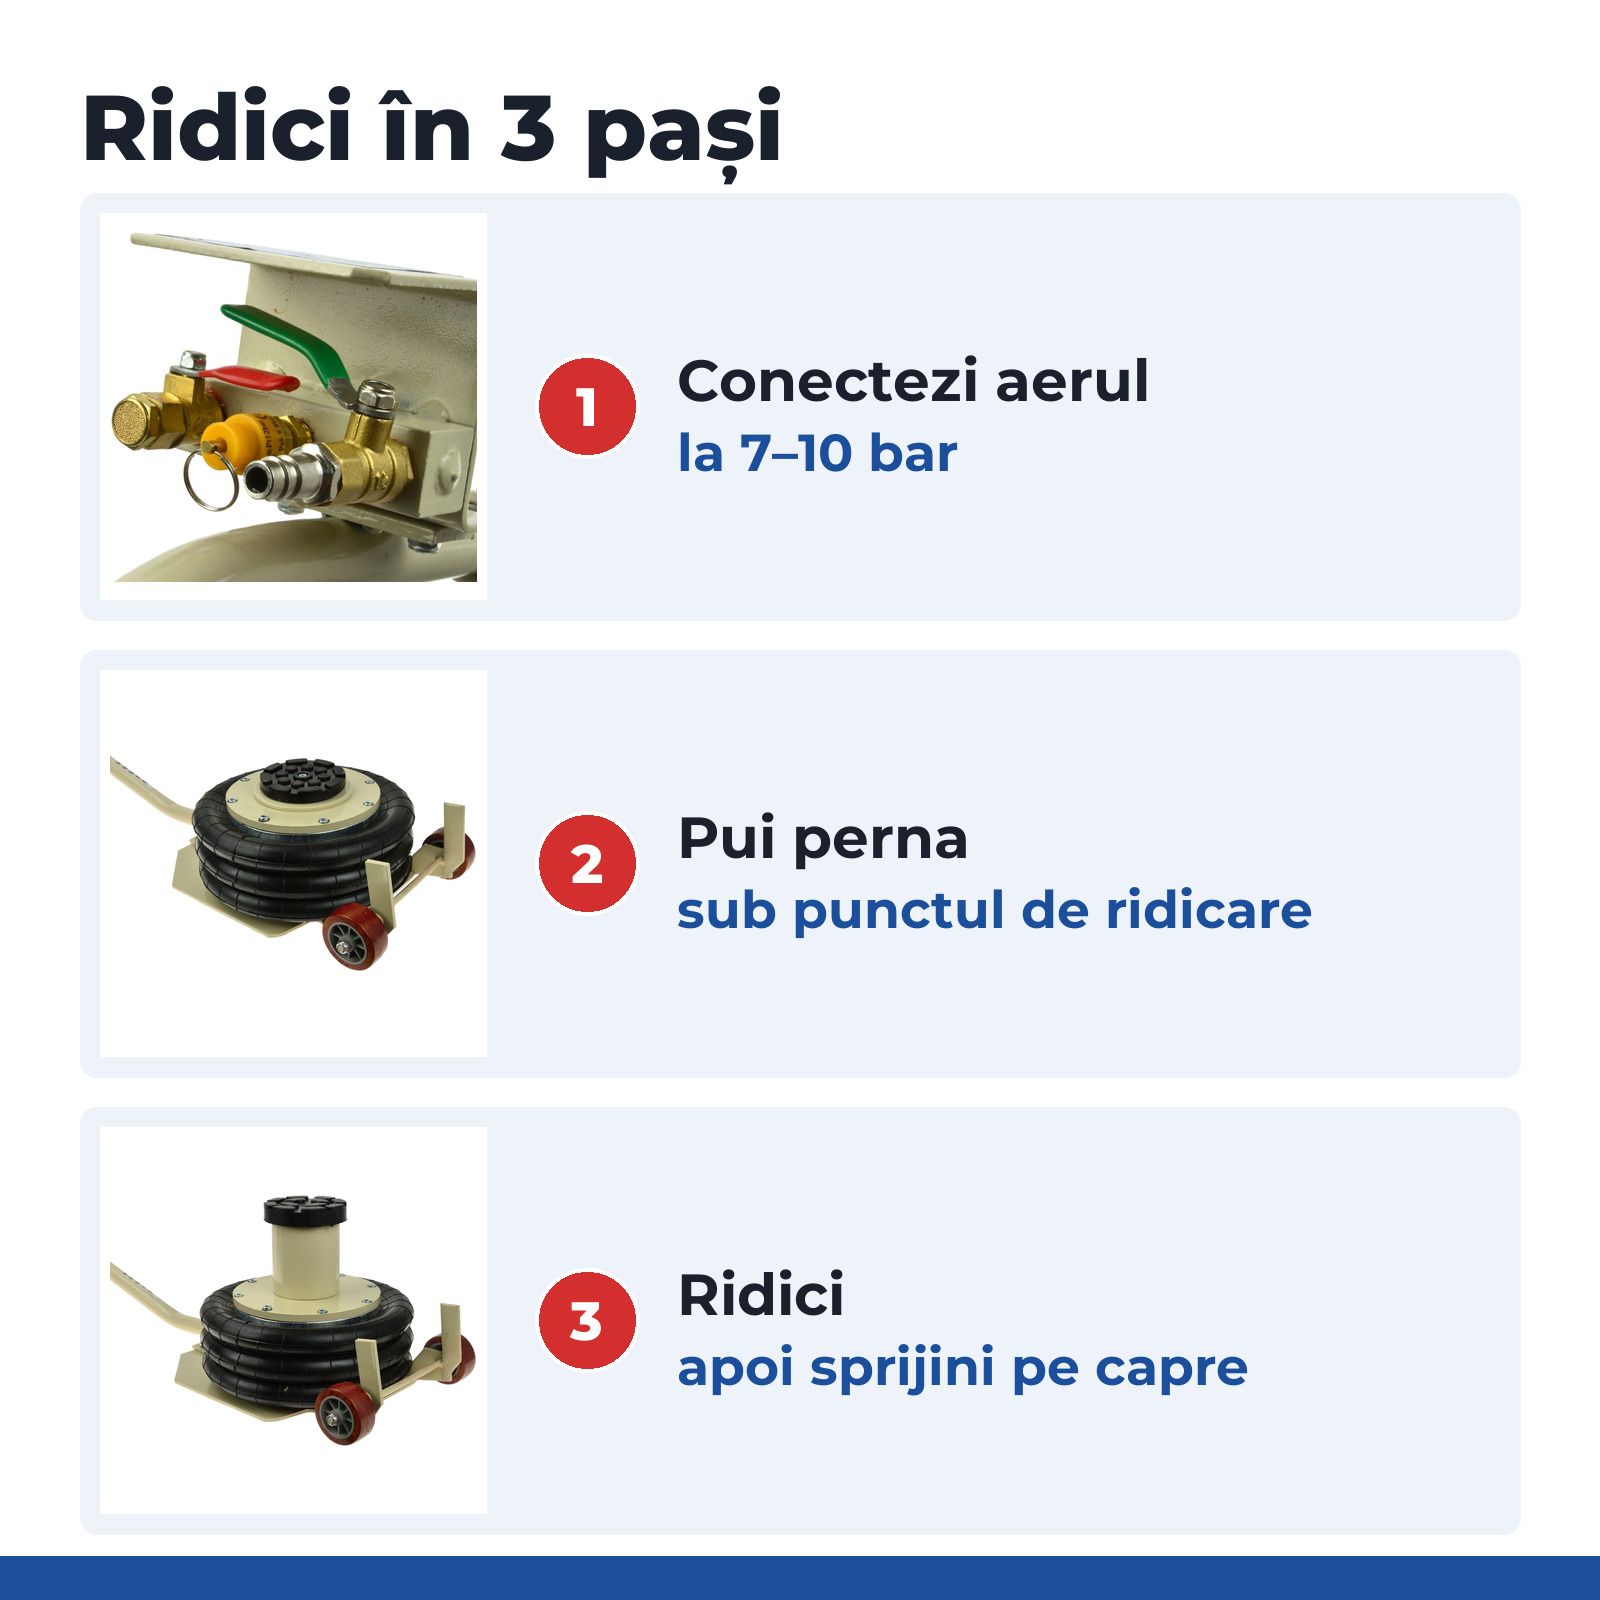 Ridici în 3 pași
1
Conectezi aerul
la 7–10 bar
2
Pui perna
sub punctul de ridicare
3
Ridici
apoi sprijini pe capre